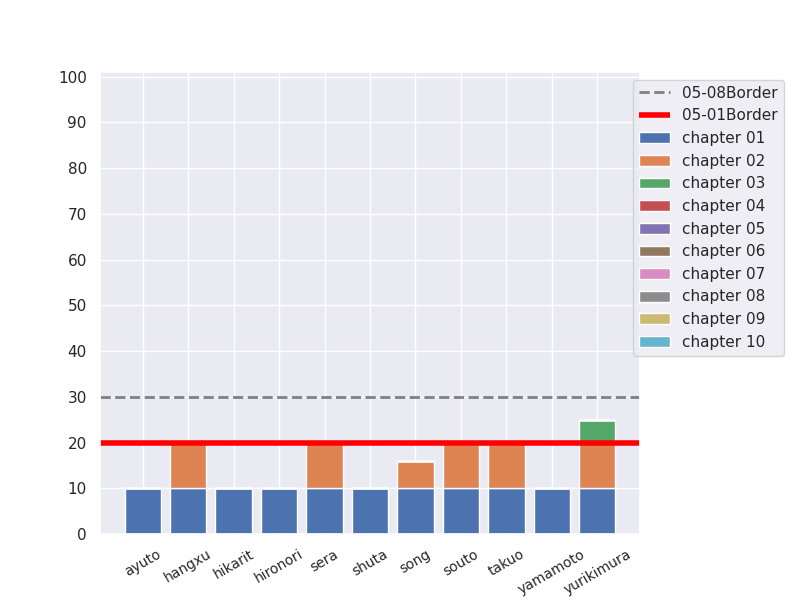 100
90
80
70
60
50
40
30
20
10
0
05-08Border
05-01Border
chapter 01
chapter 02
chapter 03
chapter 04
chapter 05
chapter 06
chapter 07
chapter 08
chapter 09
chapter 10
ayuto
hangxu
hikarit
hironori
sera
shuta
song
souto
takuo
yamamoto
yurikimura